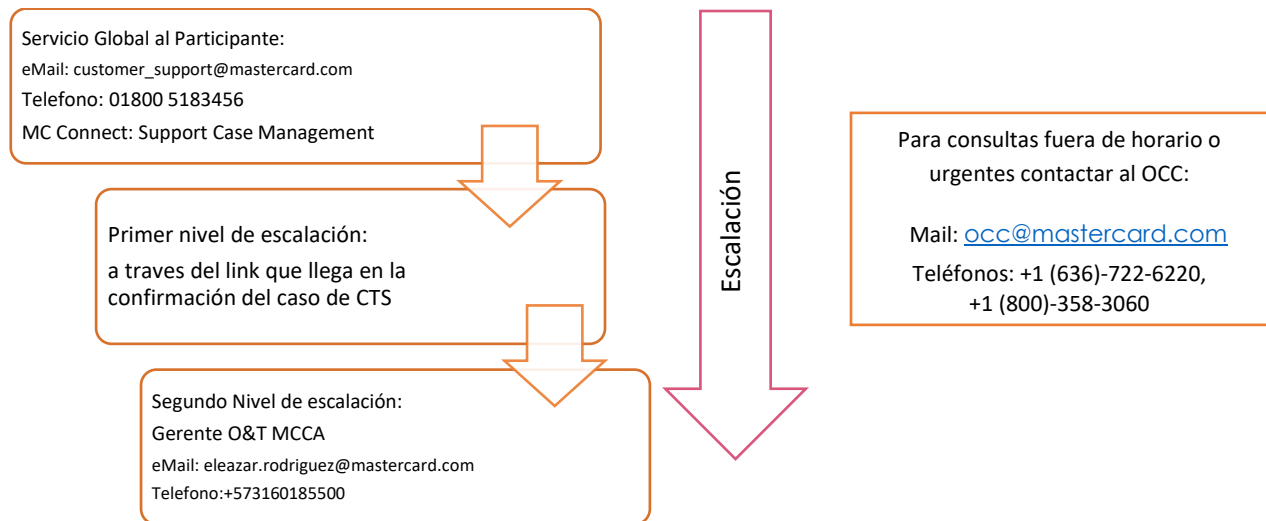 Servicio Global al Participante:
eMail: customer_support@mastercard.com
Telefono: 01800 5183456
MC Connect: Support Case Management
Primer nivel de escalación:
a traves del link que llega en la
confirmación del caso de CTS
Segundo Nivel de escalación:
Gerente O&T MCCA
eMail: eleazar.rodriguez@mastercard.com
Telefono:+573160185500
Escalación
Para consultas fuera de horario o
urgentes contactar al OCC:
Mail: occ@mastercard.com
Teléfonos: +1 (636)-722-6220,
+1 (800)-358-3060